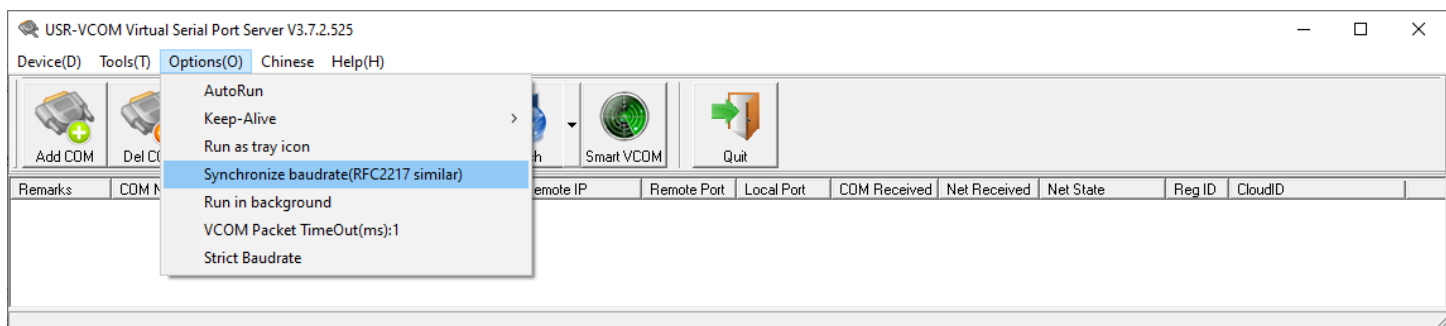 USR-VCOM Virtual Serial Port Server V3.7.2.525
Device(D) Tools(T) Options(O) Chinese Help(H)
AutoRun
Keep-Alive
Run as tray icon
Synchronize baudrate(RFC2217 similar)
Run in background
VCOM Packet TimeOut(ms):1
Strict Baudrate
Add COM Del Smart VCOM Quit
Remarks COM Remote Port Local Port COM Received Net Received Net State Reg ID CloudID